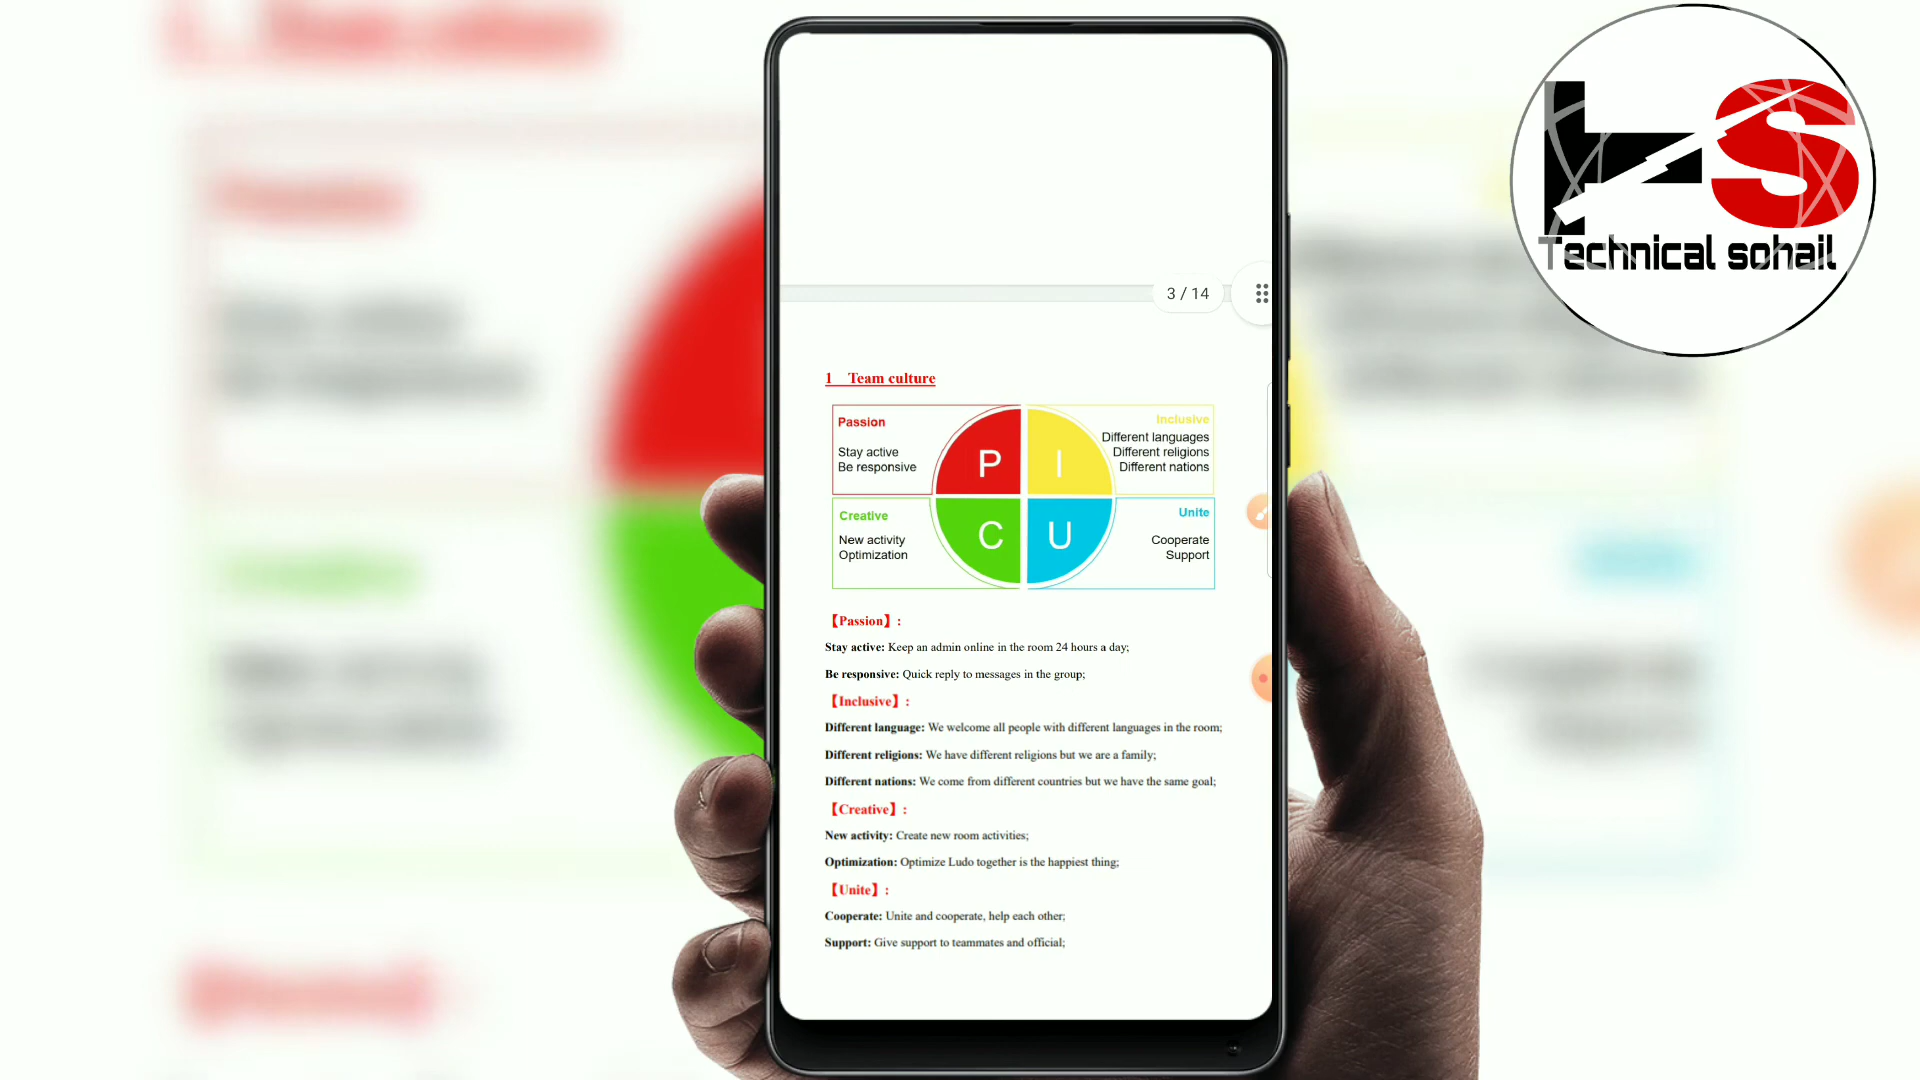 Technical sohail
3 / 14
1 Team culture
Passion
Stay active
Be responsive
P
I
Inclusive
Different languages
Different religions
Different nations
Creative
New activity
Optimization
C
U
Unite
Cooperate
Support
【Passion】:
Stay active: Keep an admin online in the room 24 hours a day;
Be responsive: Quick reply to messages in the group;
【Inclusive】:
Different language: We welcome all people with different languages in the room;
Different religions: We have different religions but we are a family;
Different nations: We come from different countries but we have the same goal;
【Creative】:
New activity: Create new room activities;
Optimization: Optimize Ludo together is the happiest thing;
【Unite】:
Cooperate: Unite and cooperate, help each other;
Support: Give support to teammates and official;